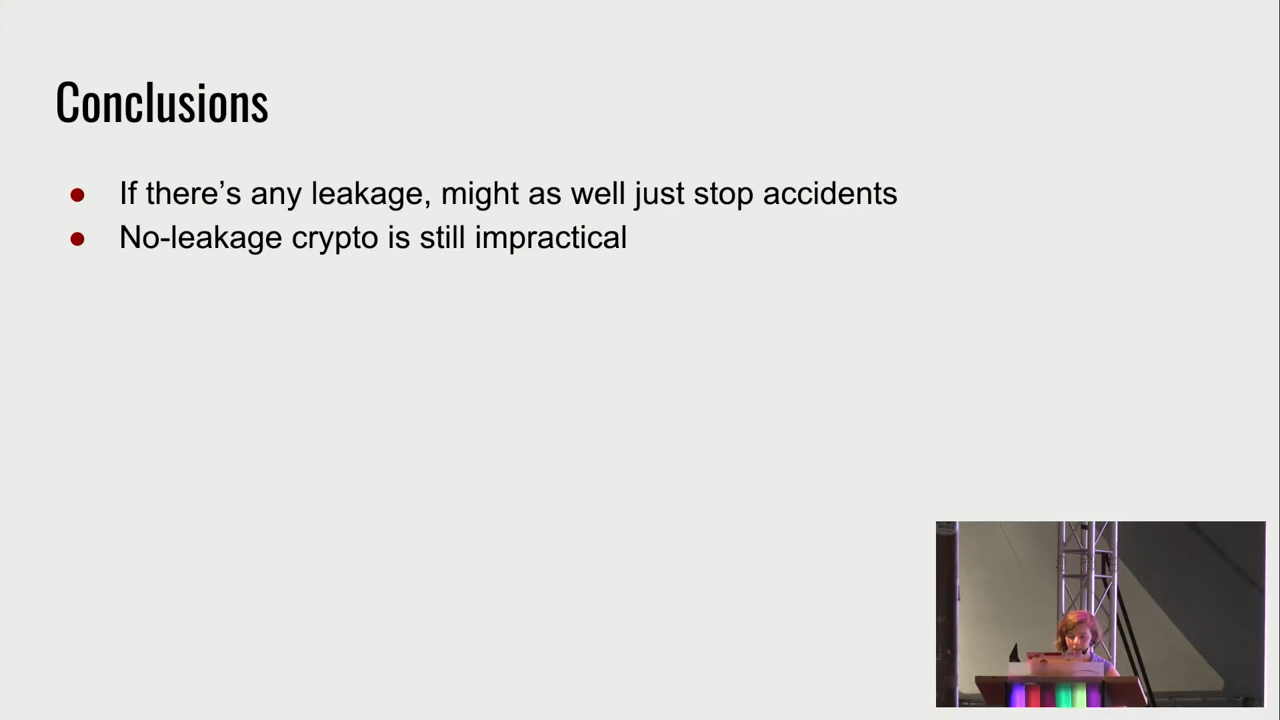 Conclusions
● If there’s any leakage, might as well just stop accidents
● No-leakage crypto is still impractical